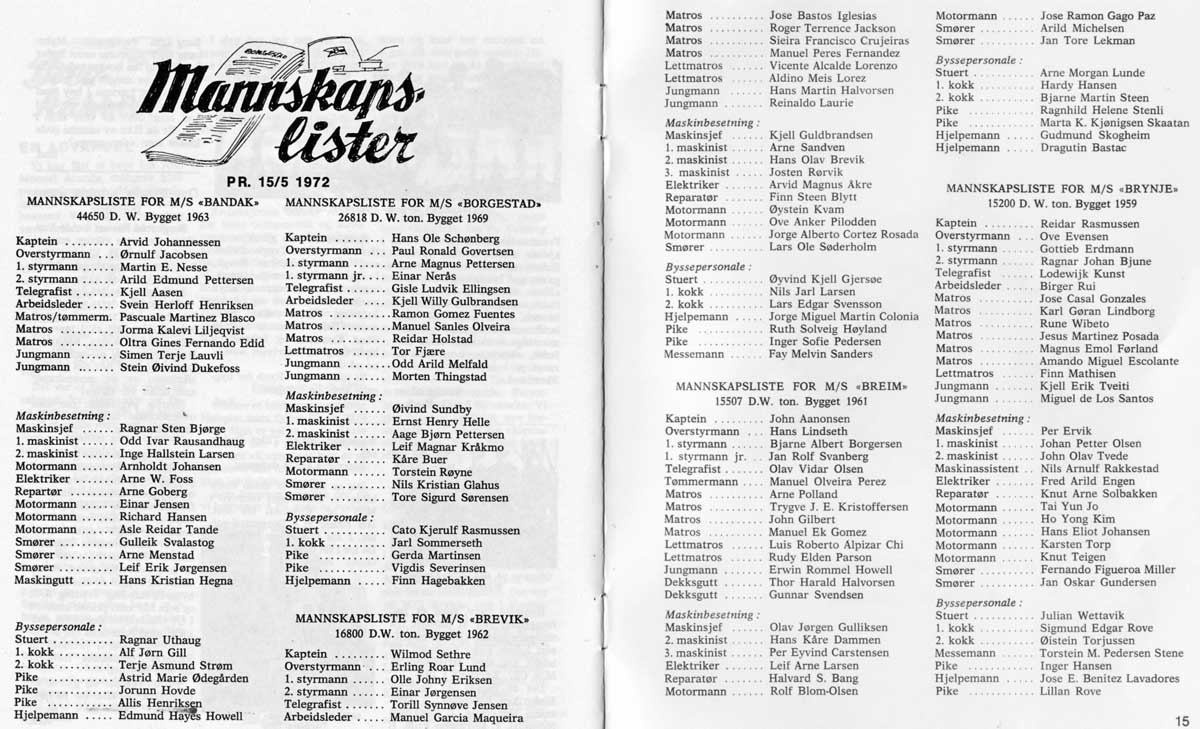 BORGESTAD
Mannskaps-
lister
PR. 15/5 1972
MANNSKAPSLISTE FOR M/S «BANDAK»
44650 D. W. Bygget 1963
Kaptein ......... Arvid Johannessen
Overstyrmann ... Ørnulf Jacobsen
1. styrmann ...... Martin E. Nesse
2. styrmann ...... Arild Edmund Pettersen
Telegrafist ....... Kjell Aasen
Arbeidsleder ..... Svein Herloff Henriksen
Matros/tømmerm. Pascuale Martinez Blasco
Matros .......... Jorma Kalevi Liljeqvist
Matros .......... Oltra Gines Fernando Edid
Jungmann ....... Simen Terje Lauvli
Jungmann ....... Stein Øivind Dukefoss
Maskinbesetning :
Maskinsjef ...... Ragnar Sten Bjørge
1. maskinist ..... Odd Ivar Rausandhaug
2. maskinist ..... Inge Hallstein Larsen
Motormann ...... Arnholdt Johansen
Elektriker ....... Arne W. Foss
Repartør ........ Arne Goberg
Motormann ...... Einar Jensen
Motormann ...... Richard Hansen
Motormann ...... Asle Reidar Tande
Smører .......... Gulleik Svalastog
Smører .......... Arne Menstad
Smører .......... Leif Erik Jørgensen
Maskingutt ...... Hans Kristian Hegna
Byssepersonale :
Stuert ........... Ragnar Uthaug
1. kokk .......... Alf Jørn Gill
2. kokk .......... Terje Asmund Strøm
Pike ............ Astrid Marie Ødegården
Pike ............ Jorunn Hovde
Pike ............ Allis Henriksen
Hjelpemann ..... Edmund Hayes Howell
MANNSKAPSLISTE FOR M/S «BORGESTAD»
26818 D. W. ton. Bygget 1969
Kaptein ......... Hans Ole Schønberg
Overstyrmann ... Paul Ronald Govertsen
1. styrmann ...... Arne Magnus Pettersen
1. styrmann jr. ... Einar Nerås
Telegrafist ....... Gisle Ludvik Ellingsen
Arbeidsleder .... Kjell Willy Gulbrandsen
Matros .......... Ramon Gomez Fuentes
Matros .......... Manuel Sanles Olveira
Matros .......... Reidar Holstad
Lettmatros ...... Tor Fjære
Jungmann ........ Odd Arild Melfald
Jungmann ....... Morten Thingstad
Maskinbesetning :
Maskinsjef ...... Øivind Sundby
1. maskinist ..... Ernst Henry Helle
2. maskinist ..... Aage Bjørn Pettersen
Elektriker ....... Leif Magnar Kråkmo
Reparatør ....... Kåre Buer
Motormann ...... Torstein Røyne
Smører .......... Nils Kristian Glahus
Smører .......... Tore Sigurd Sørensen
Byssepersonale :
Stuert ........... Cato Kjerulf Rasmussen
1. kokk .......... Jarl Sommerseth
Pike ............ Gerda Martinsen
Pike ............ Vigdis Severinsen
Hjelpemann ..... Finn Hagebakken
MANNSKAPSLISTE FOR M/S «BREVIK»
16800 D.W. ton. Bygget 1962
Kaptein ......... Wilmod Sethre
Overstyrmann ... Erling Roar Lund
1. styrmann ...... Olle Johny Eriksen
2. styrmann ...... Einar Jørgensen
Telegrafist ....... Torill Synnøve Jensen
Arbeidsleder ..... Manuel Garcia Maqueira
Matros .......... Jose Bastos Iglesias
Matros .......... Roger Terrence Jackson
Matros .......... Sieira Francisco Crujeiras
Matros .......... Manuel Peres Fernandez
Lettmatros ...... Vicente Alcalde Lorenzo
Lettmatros ...... Aldino Meis Lorez
Jungmann ....... Hans Martin Halvorsen
Jungmann ....... Reinaldo Laurie
Maskinbesetning :
Maskinsjef ...... Kjell Guldbrandsen
1. maskinist ..... Arne Sandven
2. maskinist ..... Hans Olav Brevik
3. maskinist ..... Josten Rørvik
Elektriker ....... Arvid Magnus Åkre
Reparatør ....... Finn Steen Blytt
Motormann ...... Øystein Kvam
Motormann ...... Ove Anker Pilodden
Motormann ...... Jorge Alberto Cortez Rosada
Smører .......... Lars Ole Søderholm
Byssepersonale :
Stuert ........... Øyvind Kjell Gjersøe
1. kokk .......... Nils Jarl Larsen
2. kokk .......... Lars Edgar Svensson
Hjelpemann ..... Jorge Miguel Martin Colonia
Pike ............ Ruth Solveig Høyland
Pike ............ Inger Sofie Pedersen
Messemann ..... Fay Melvin Sanders
MANNSKAPSLISTE FOR M/S «BREIM»
15507 D.W. ton. Bygget 1961
Kaptein ......... John Aanonsen
Overstyrmann ... Hans Lindseth
1. styrmann ...... Bjarne Albert Borgersen
1. styrmann jr. ... Jan Rolf Svanberg
Telegrafist ....... Olav Vidar Olsen
Tømmermann .... Manuel Olveira Perez
Matros .......... Arne Polland
Matros .......... Trygve J. E. Kristoffersen
Matros .......... John Gilbert
Matros .......... Manuel Ek Gomez
Lettmatros ...... Luis Roberto Alpizar Chi
Lettmatros ...... Rudy Elden Parson
Jungmann ....... Erwin Rommel Howell
Dekksgutt ....... Thor Harald Halvorsen
Dekksgutt ....... Gunnar Svendsen
Maskinbesetning :
Maskinsjef ...... Olav Jørgen Gulliksen
2. maskinist ..... Hans Kåre Dammen
3. maskinist ..... Per Eyvind Carstensen
Elektriker ....... Leif Arne Larsen
Reparatør ....... Halvard S. Bang
Motormann ...... Rolf Blom-Olsen
Motormann ...... Jose Ramon Gago Paz
Smører .......... Arild Michelsen
Smører .......... Jan Tore Lekman
Byssepersonale :
Stuert ........... Arne Morgan Lunde
1. kokk .......... Hardy Hansen
2. kokk .......... Bjarne Martin Steen
Pike ............ Ragnhild Helene Stenli
Pike ............ Marta K. Kjønigsen Skaatan
Hjelpemann ..... Gudmund Skogheim
Hjelpemann ..... Dragutin Bastac
MANNSKAPSLISTE FOR M/S «BRYNJE»
15200 D.W. ton. Bygget 1959
Kaptein ......... Reidar Rasmussen
Overstyrmann ... Ove Evensen
1. styrmann ...... Gottieb Erdmann
2. styrmann ...... Ragnar Johan Bjune
Telegrafist ....... Lodewijk Kunst
Arbeidsleder ..... Birger Rui
Matros .......... Jose Casal Gonzales
Matros .......... Karl Gøran Lindborg
Matros .......... Rune Wibeto
Matros .......... Jesus Martinez Posada
Matros .......... Magnus Emol Førland
Matros .......... Amando Miguel Escolante
Lettmatros ...... Finn Mathisen
Jungmann ....... Kjell Erik Tveiti
Jungmann ....... Miguel de Los Santos
Maskinbesetning :
Maskinsjef ...... Per Ervik
1. maskinist ..... Johan Petter Olsen
2. maskinist ..... John Olav Tvede
Maskinassistent .. Nils Arnulf Rakkestad
Elektriker ....... Fred Arild Engen
Reparatør ....... Knut Arne Solbakken
Motormann ...... Tai Yun Jo
Motormann ...... Ho Yong Kim
Motormann ...... Hans Eliot Johansen
Motormann ...... Karsten Torp
Motormann ...... Knut Teigen
Smører .......... Fernando Figueroa Miller
Smører .......... Jan Oskar Gundersen
Byssepersonale :
Stuert ........... Julian Wettavik
1. kokk .......... Sigmund Edgar Rove
2. kokk .......... Øistein Torjussen
Messemann ...... Torstein M. Pedersen Stene
Pike ............ Inger Hansen
Hjelpemann ..... Jose E. Benitez Lavadores
Pike ............ Lillan Rove
15